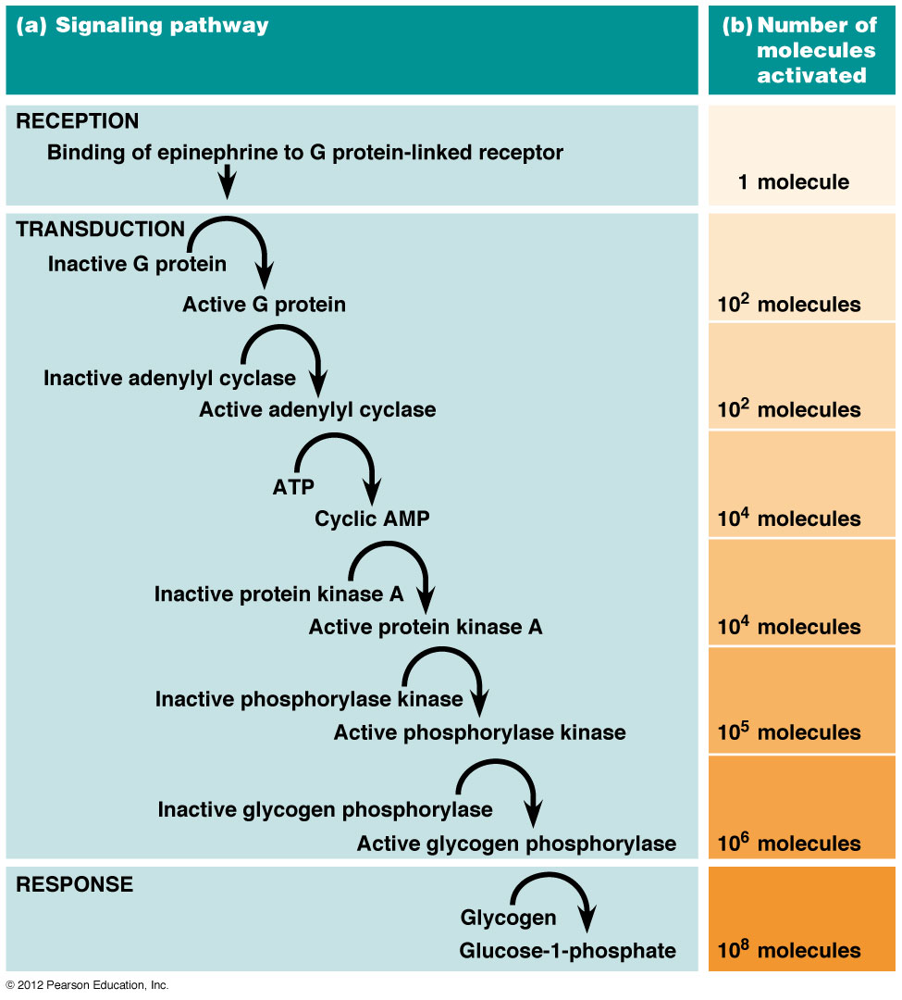 (a) Signaling pathway
(b) Number of
molecules
activated
RECEPTION
Binding of epinephrine to G protein-linked receptor
1 molecule
TRANSDUCTION
Inactive G protein
Active G protein
10² molecules
Inactive adenylyl cyclase
Active adenylyl cyclase
10² molecules
ATP
Cyclic AMP
10⁴ molecules
Inactive protein kinase A
Active protein kinase A
10⁴ molecules
Inactive phosphorylase kinase
Active phosphorylase kinase
10⁵ molecules
Inactive glycogen phosphorylase
Active glycogen phosphorylase
10⁶ molecules
RESPONSE
Glycogen
Glucose-1-phosphate
10⁸ molecules
© 2012 Pearson Education, Inc.